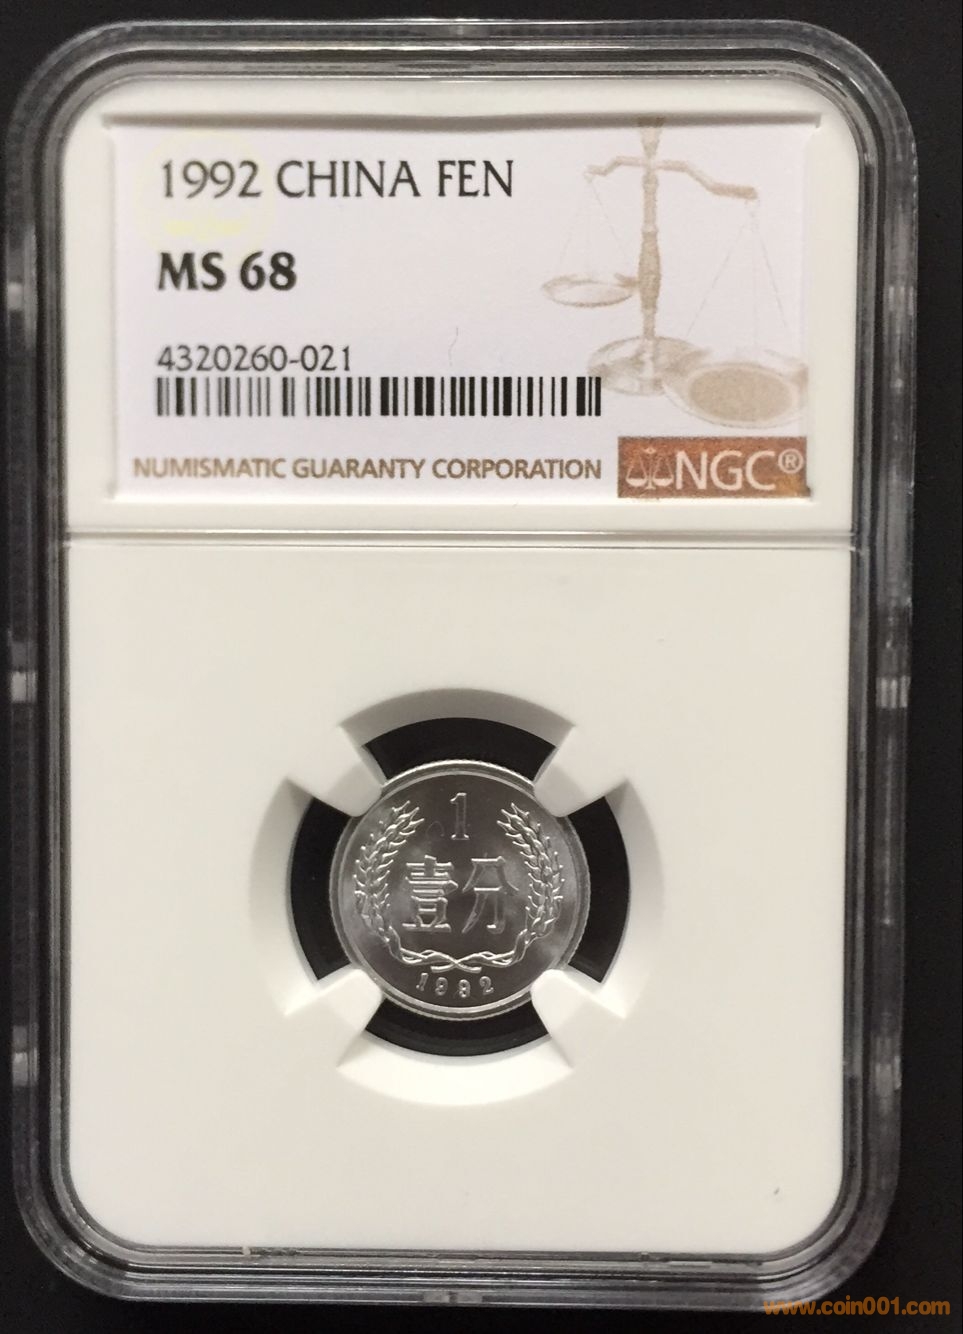 1992 CHINA FEN
MS 68
4320260-021
NUMISMATIC GUARANTY CORPORATION
NGC®
1
壹分
1992
www.coin001.com